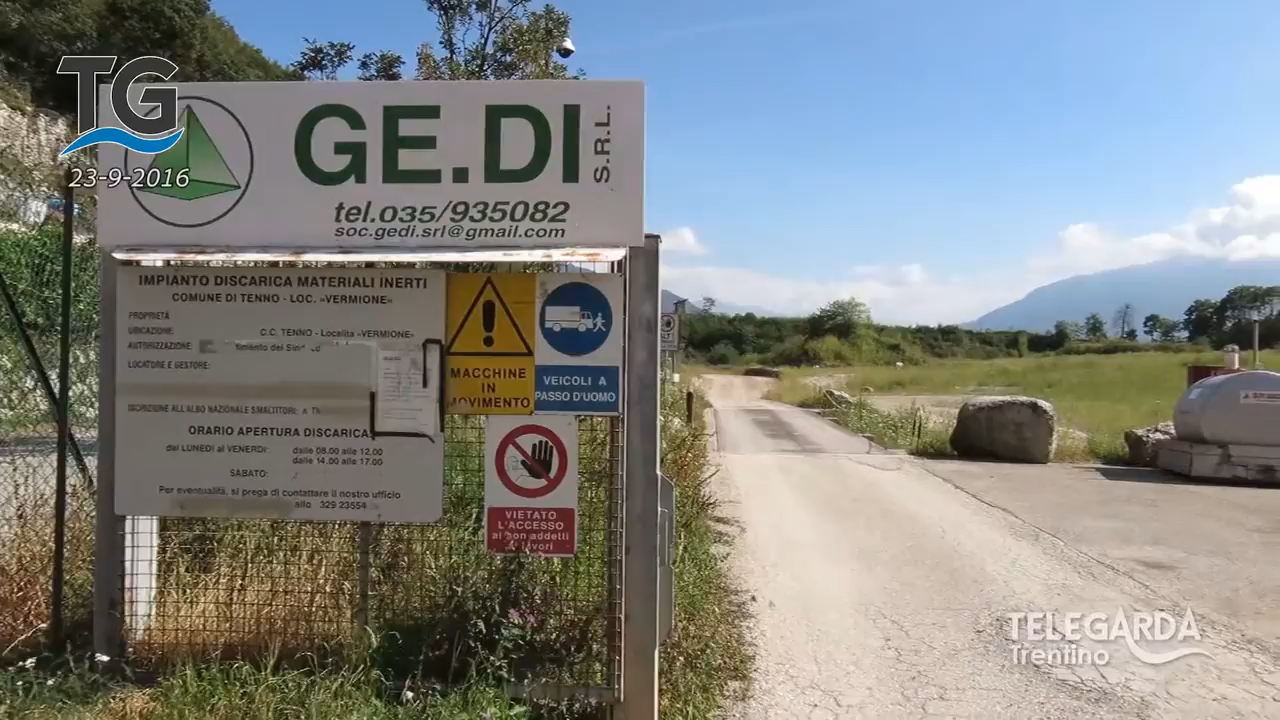 TG
23-9-2016
GE.DI S.R.L.
tel.035/935082
soc.gedi.srl@gmail.com
IMPIANTO DISCARICA MATERIALI INERTI
COMUNE DI TENNO - LOC. «VERMIONE»
PROPRIETÀ
UBICAZIONE: C.C. TENNO - Località «VERMIONE»
AUTORIZZAZIONE:
LOCATORE E GESTORE:
ISCRIZIONE ALL'ALBO NAZIONALE SMALTITORI:
ORARIO APERTURA DISCARICA
dal LUNEDI al VENERDI: dalle 08.00 alle 12.00
dalle 14.00 alle 17.00
SABATO:
Per eventualità, si prega di contattare il nostro ufficio
allo 329 23554
MACCHINE
IN
MOVIMENTO
VEICOLI A
PASSO D'UOMO
VIETATO
L'ACCESSO
ai non addetti
ai lavori
TELEGARDA
Trentino